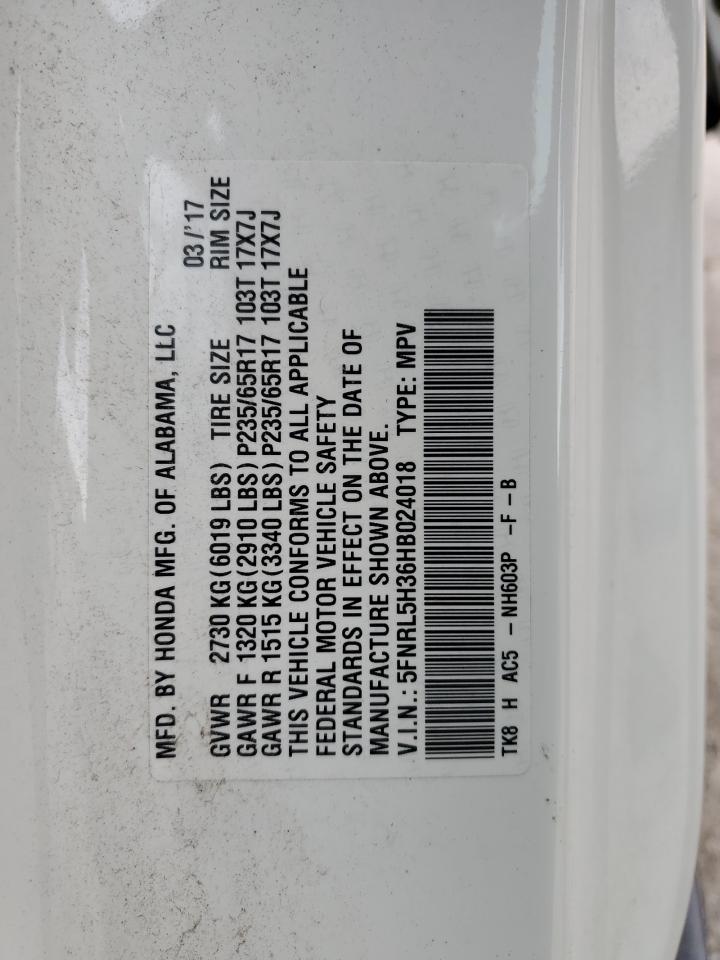 MFD. BY HONDA MFG. OF ALABAMA, LLC 03/'17
GVWR 2730 KG(6019 LBS) TIRE SIZE RIM SIZE
GAWR F 1320 KG(2910 LBS) P235/65R17 103T 17X7J
GAWR R 1515 KG(3340 LBS) P235/65R17 103T 17X7J
THIS VEHICLE CONFORMS TO ALL APPLICABLE
FEDERAL MOTOR VEHICLE SAFETY
STANDARDS IN EFFECT ON THE DATE OF
MANUFACTURE SHOWN ABOVE.
V.I.N.: 5FNRL5H36HB024018 TYPE: MPV
TK8 H AC5 - NH603P -F-B